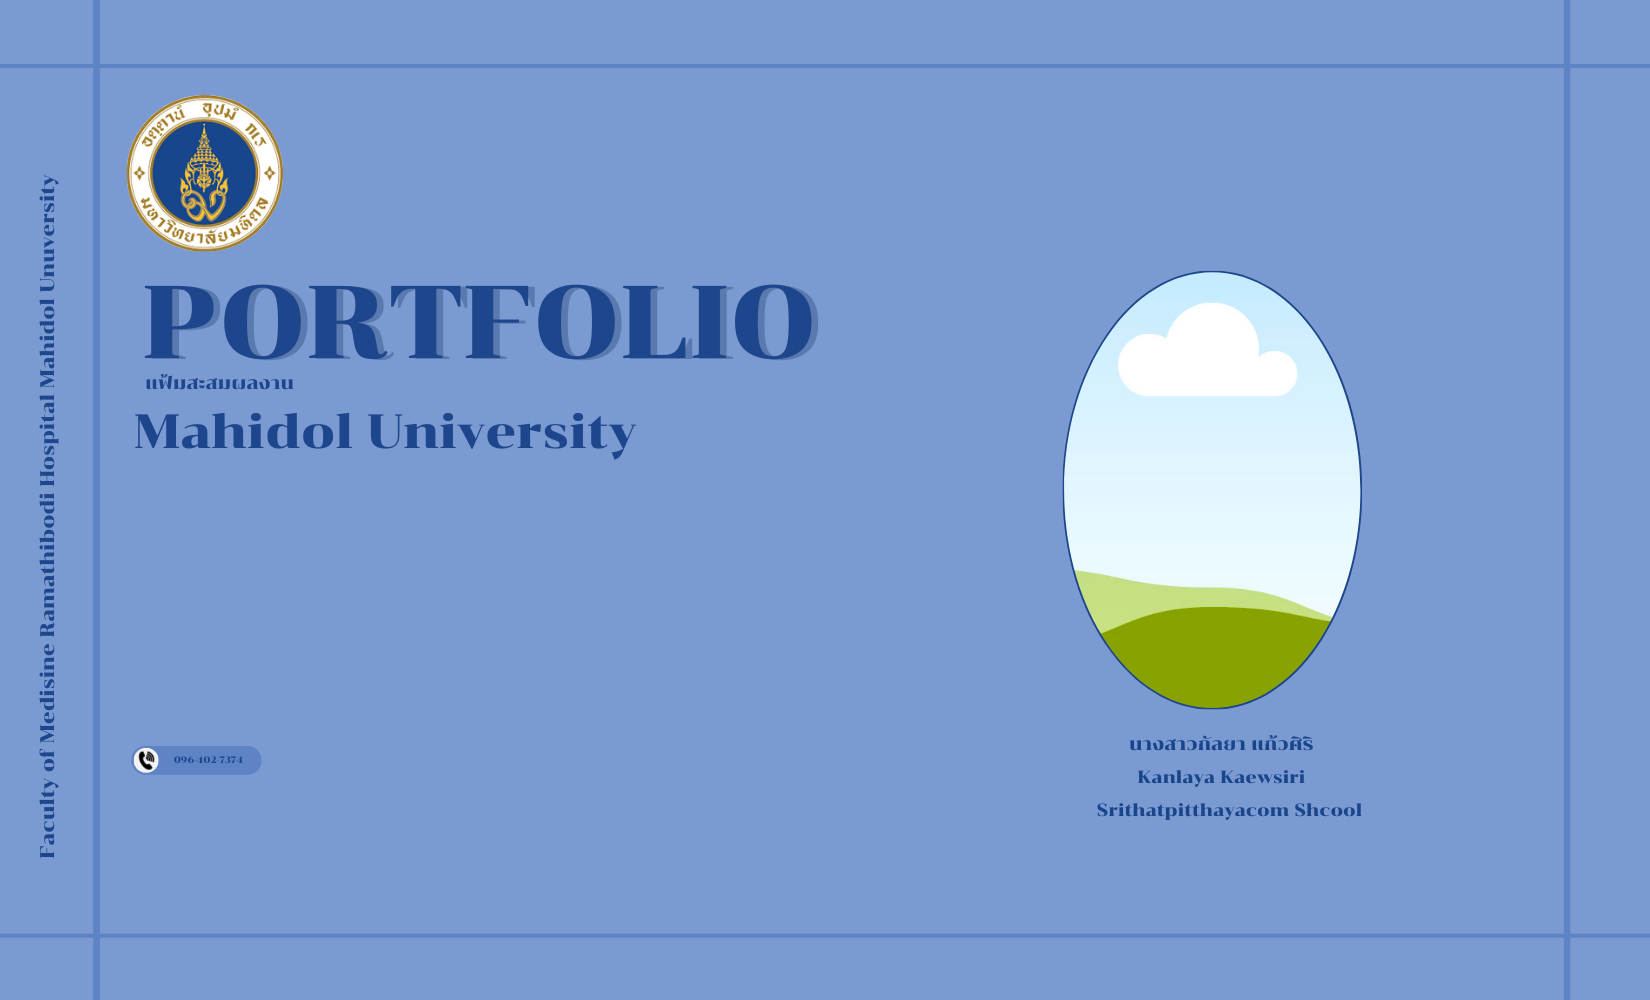 Faculty of Medisine Ramathibodi Hospital Mahidol Unuversity
อตฺตานํ อุปมํ กเร
มหาวิทยาลัยมหิดล
PORTFOLIO
แฟ้มสะสมผลงาน
Mahidol University
096-402-7374
นางสาวกัลยา แก้วศิริ
Kanlaya Kaewsiri
Srithatpitthayacom Shcool